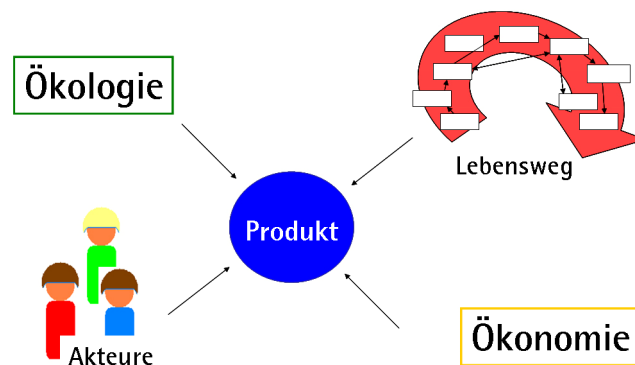 Ökologie
Lebensweg
Produkt
Akteure
Ökonomie